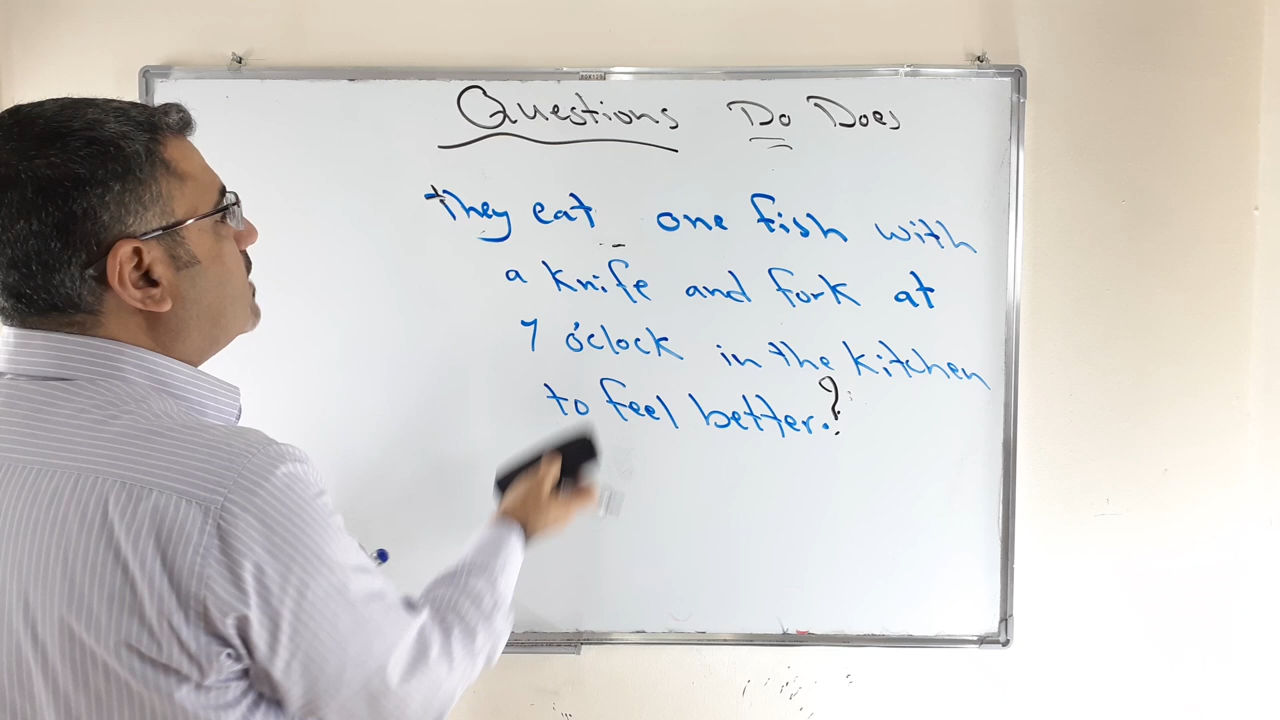 Questions Do Does
they eat one fish with
a knife and fork at
7 o'clock in the kitchen
to feel better.?